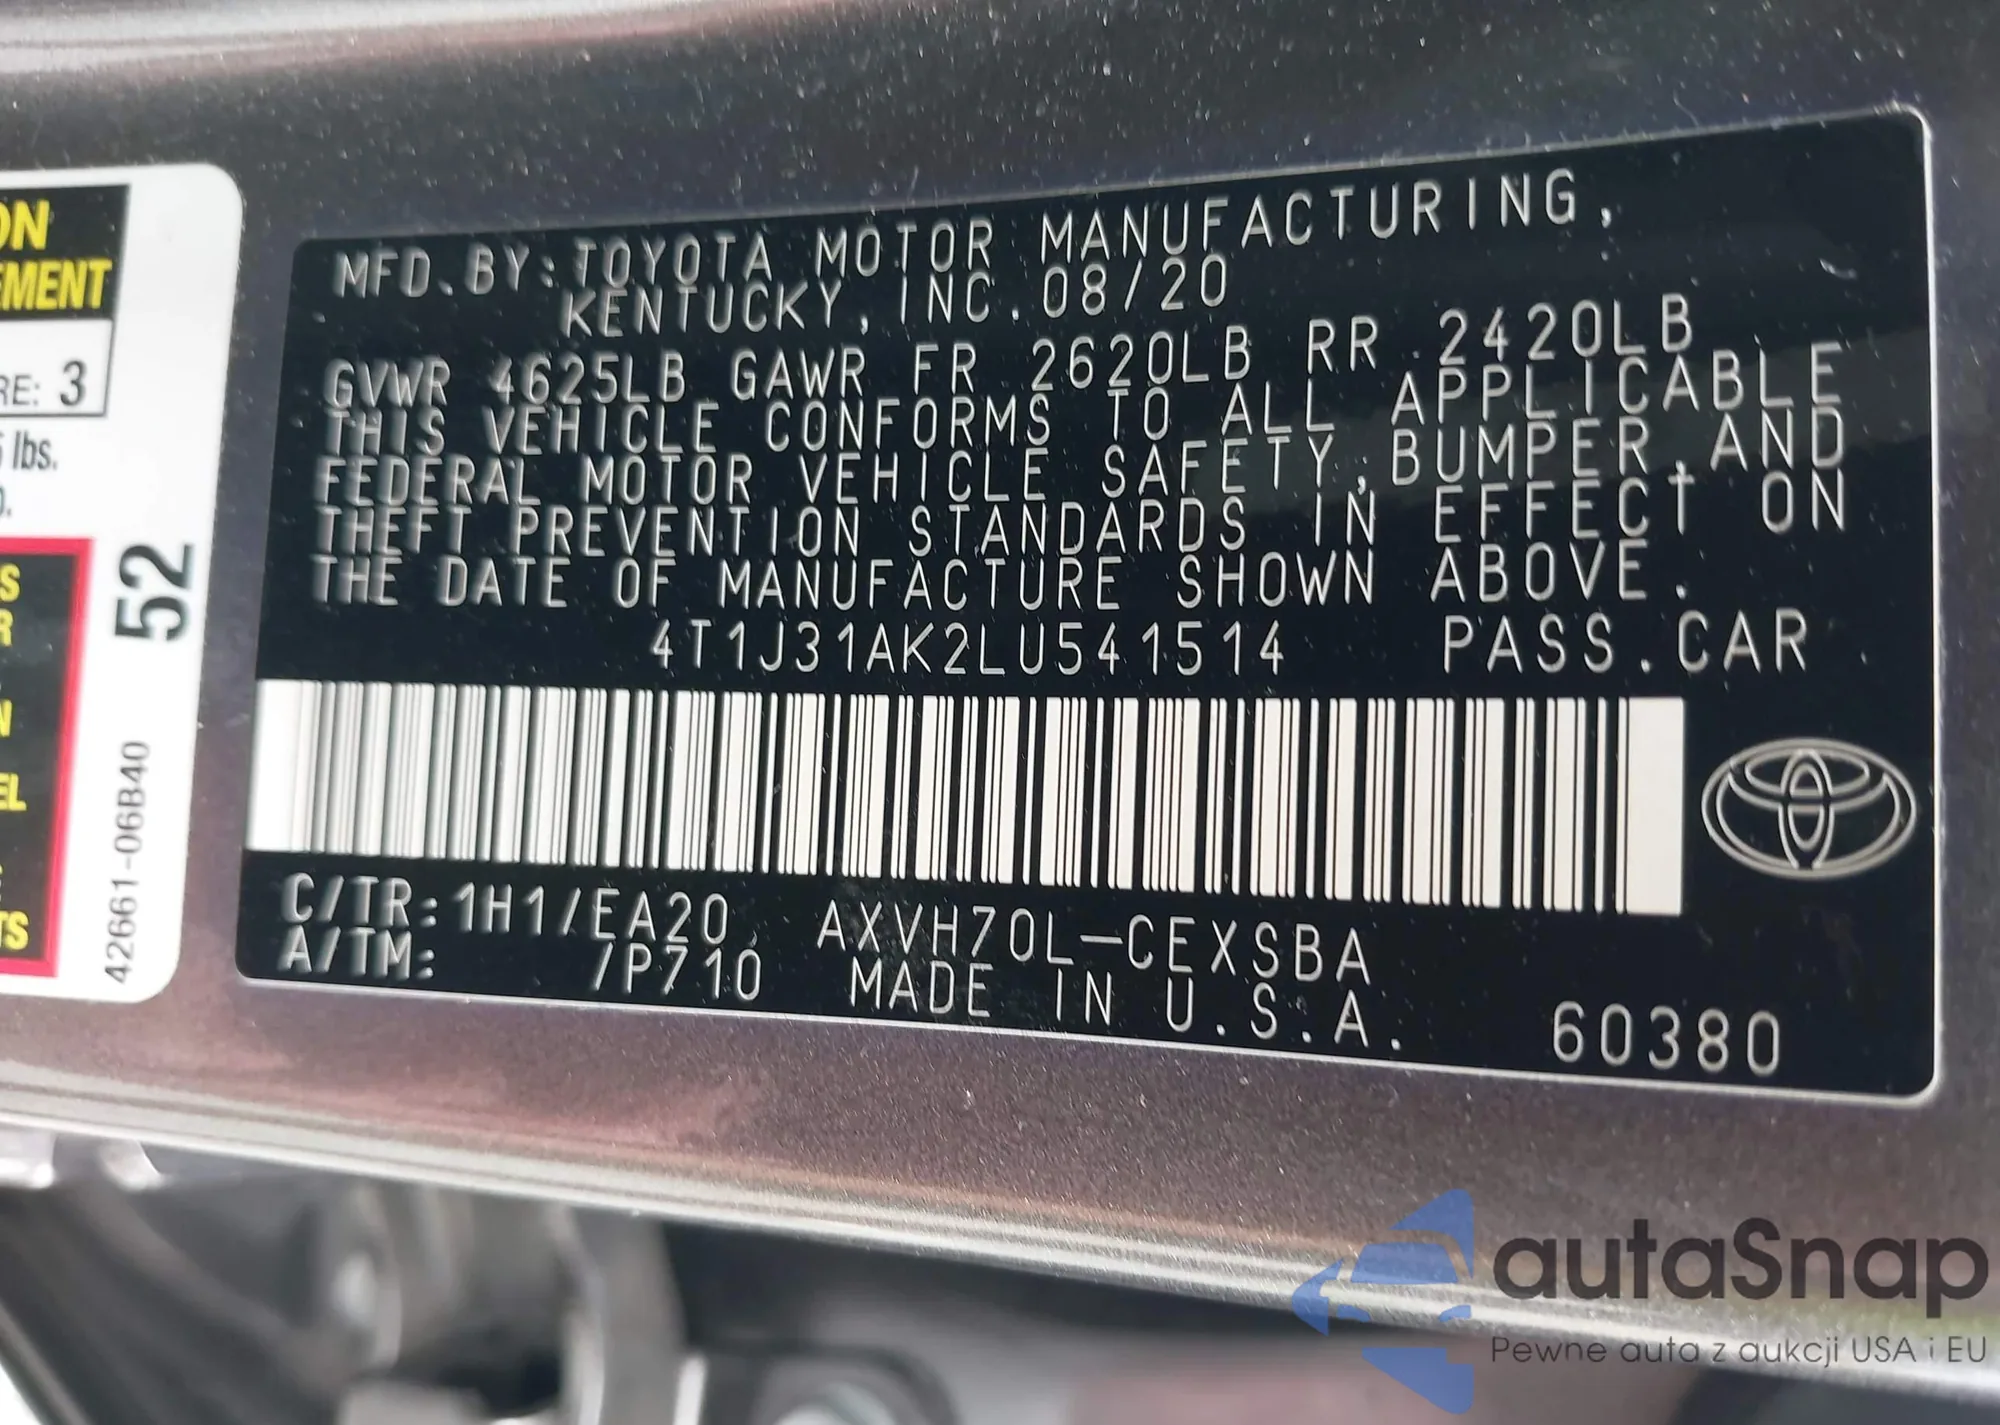 ON
EMENT
RE: 3
5 lbs.
52
42661-06B40
MFD.BY:TOYOTA MOTOR MANUFACTURING,
KENTUCKY, INC. 08/20
GVWR 4625LB GAWR FR 2620LB RR 2420LB
THIS VEHICLE CONFORMS TO ALL APPLICABLE
FEDERAL MOTOR VEHICLE SAFETY, BUMPER, AND
THEFT PREVENTION STANDARDS IN EFFECT ON
THE DATE OF MANUFACTURE SHOWN ABOVE.
4T1J31AK2LU541514 PASS.CAR
C/TR:1H1/EA20, AXVH70L-CEXSBA
A/TM: /P710 MADE IN U.S.A. 60380
autaSnap
Pewne auta z aukcji USA i EU